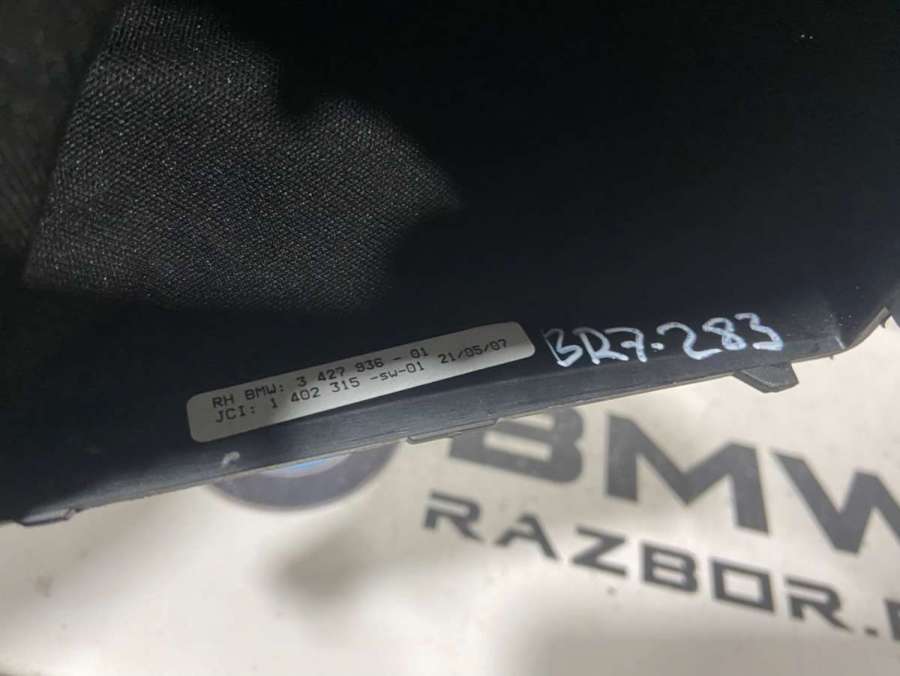 RH BMW: 3 427 936 - 01
JCI: 1 402 315 -sw-01 21/05/07
BR7-283
BMW
RAZBOR.